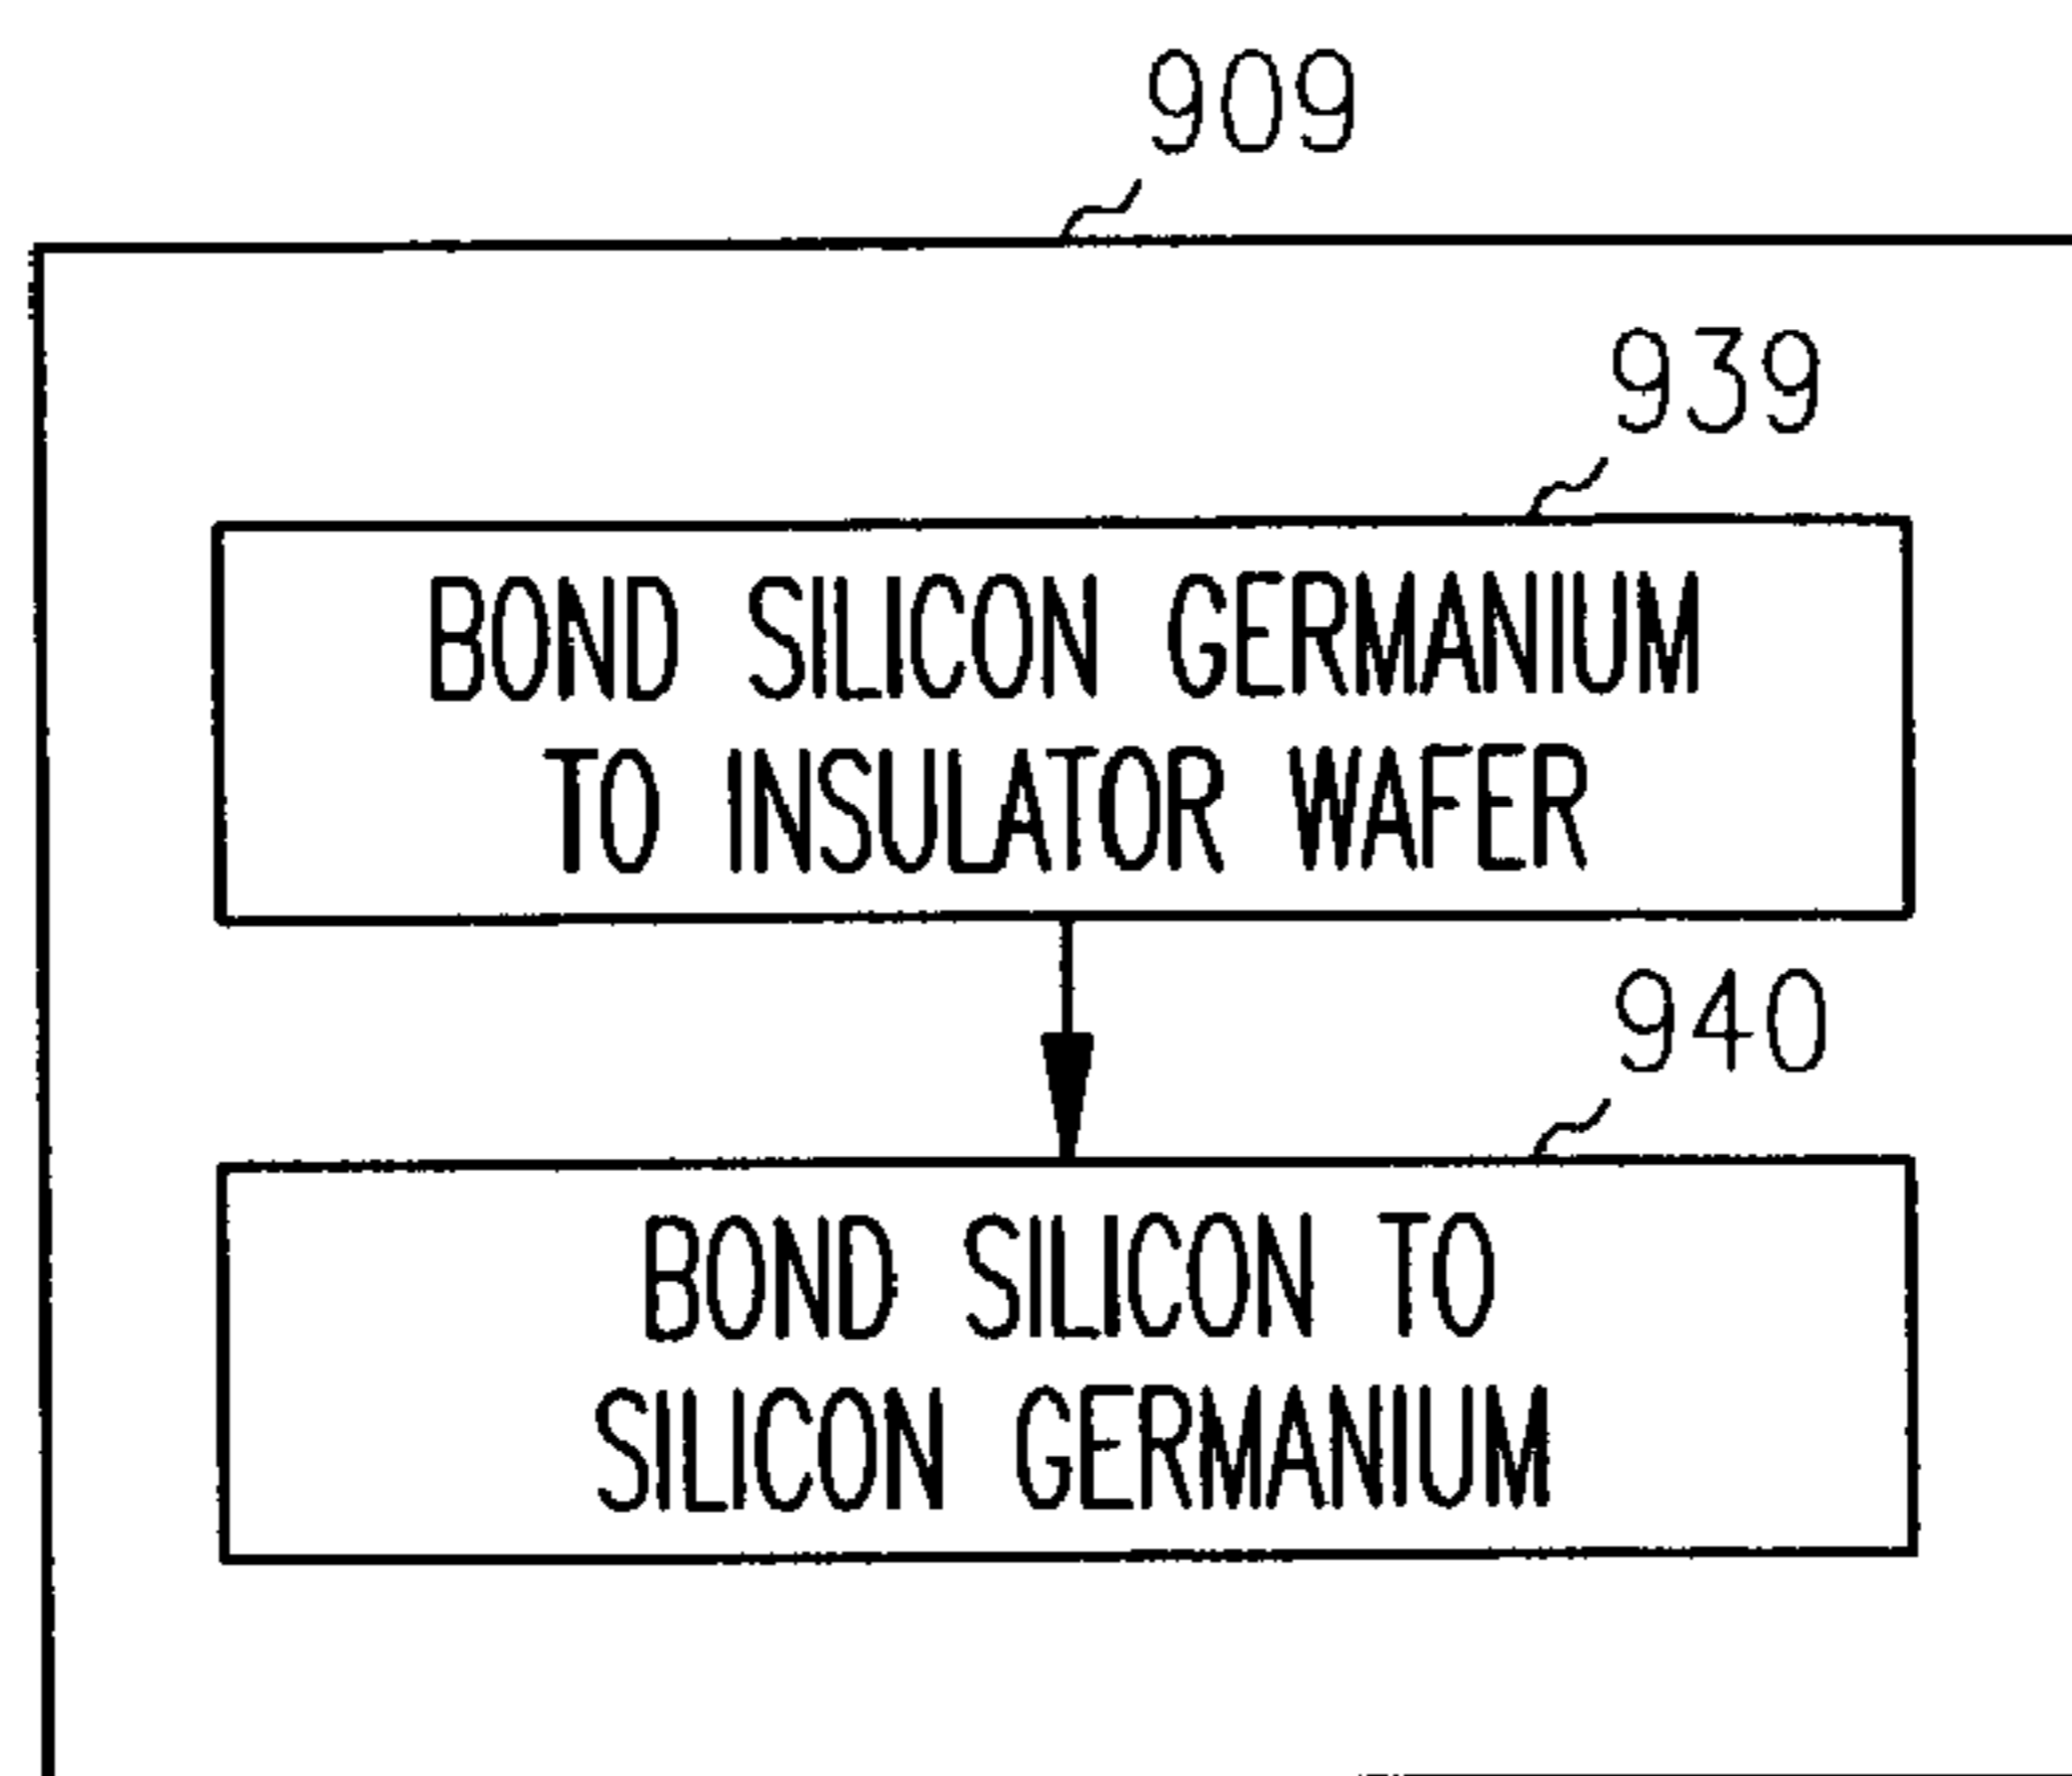 909
939
BOND SILICON GERMANIUM
TO INSULATOR WAFER
940
BOND SILICON TO
SILICON GERMANIUM